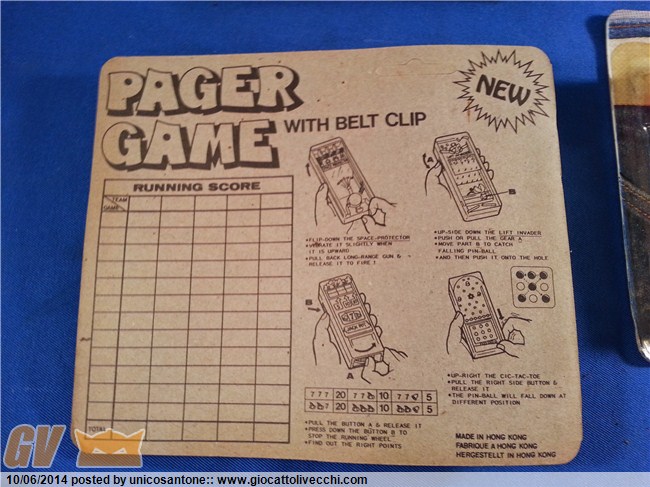 PAGER
GAME
WITH BELT CLIP
NEW
RUNNING SCORE
TEAM
GAME
TOTAL
A
B
•FLIP-DOWN THE SPACE-PROTECTOR
•VIBRATE IT SLIGHTLY WHEN
IT IS UPWARD
•PULL BACK LONG-RANGE GUN &
RELEASE IT TO FIRE !
•UP-SIDE DOWN THE LIFT INVADER
•PUSH OR PULL THE GEAR A
•MOVE PART B TO CATCH
FALLING PIN-BALL
•AND THEN PUSH IT ONTO THE HOLE
B
A
777 20 77 10 77 5
20 10 5
•PULL THE BUTTON A & RELEASE IT
•PRESS DOWN THE BUTTON B TO
STOP THE RUNNING WHEEL
•FIND OUT THE RIGHT POINTS
•UP-RIGHT THE CIC-TAC-TOE
•PULL THE RIGHT SIDE BUTTON &
RELEASE IT
•THE PIN-BALL WILL FALL DOWN AT
DIFFERENT POSITION
MADE IN HONG KONG
FABRIQUE A HONG KONG
HERGESTELLT IN HONG KONG
GV
10/06/2014 posted by unicosantone:: www.giocattolivecchi.com